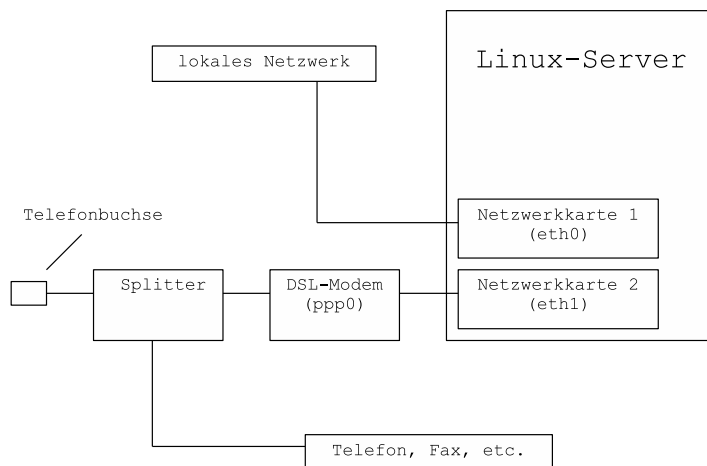 Linux-Server
lokales Netzwerk
Netzwerkkarte 1
(eth0)
Telefonbuchse
Splitter
DSL-Modem
(ppp0)
Netzwerkkarte 2
(eth1)
Telefon, Fax, etc.